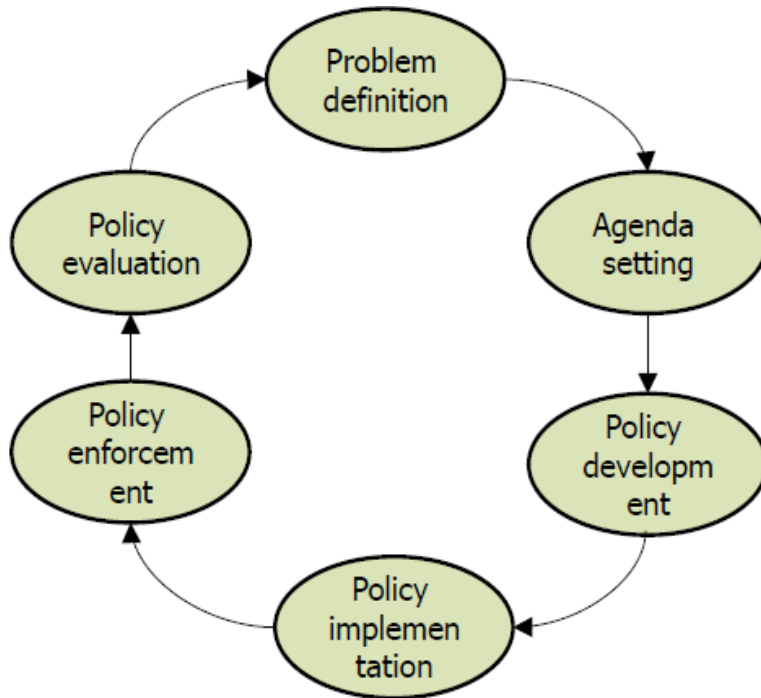 Problem
definition
Agenda
setting
Policy
developm
ent
Policy
implemen
tation
Policy
enforcem
ent
Policy
evaluation